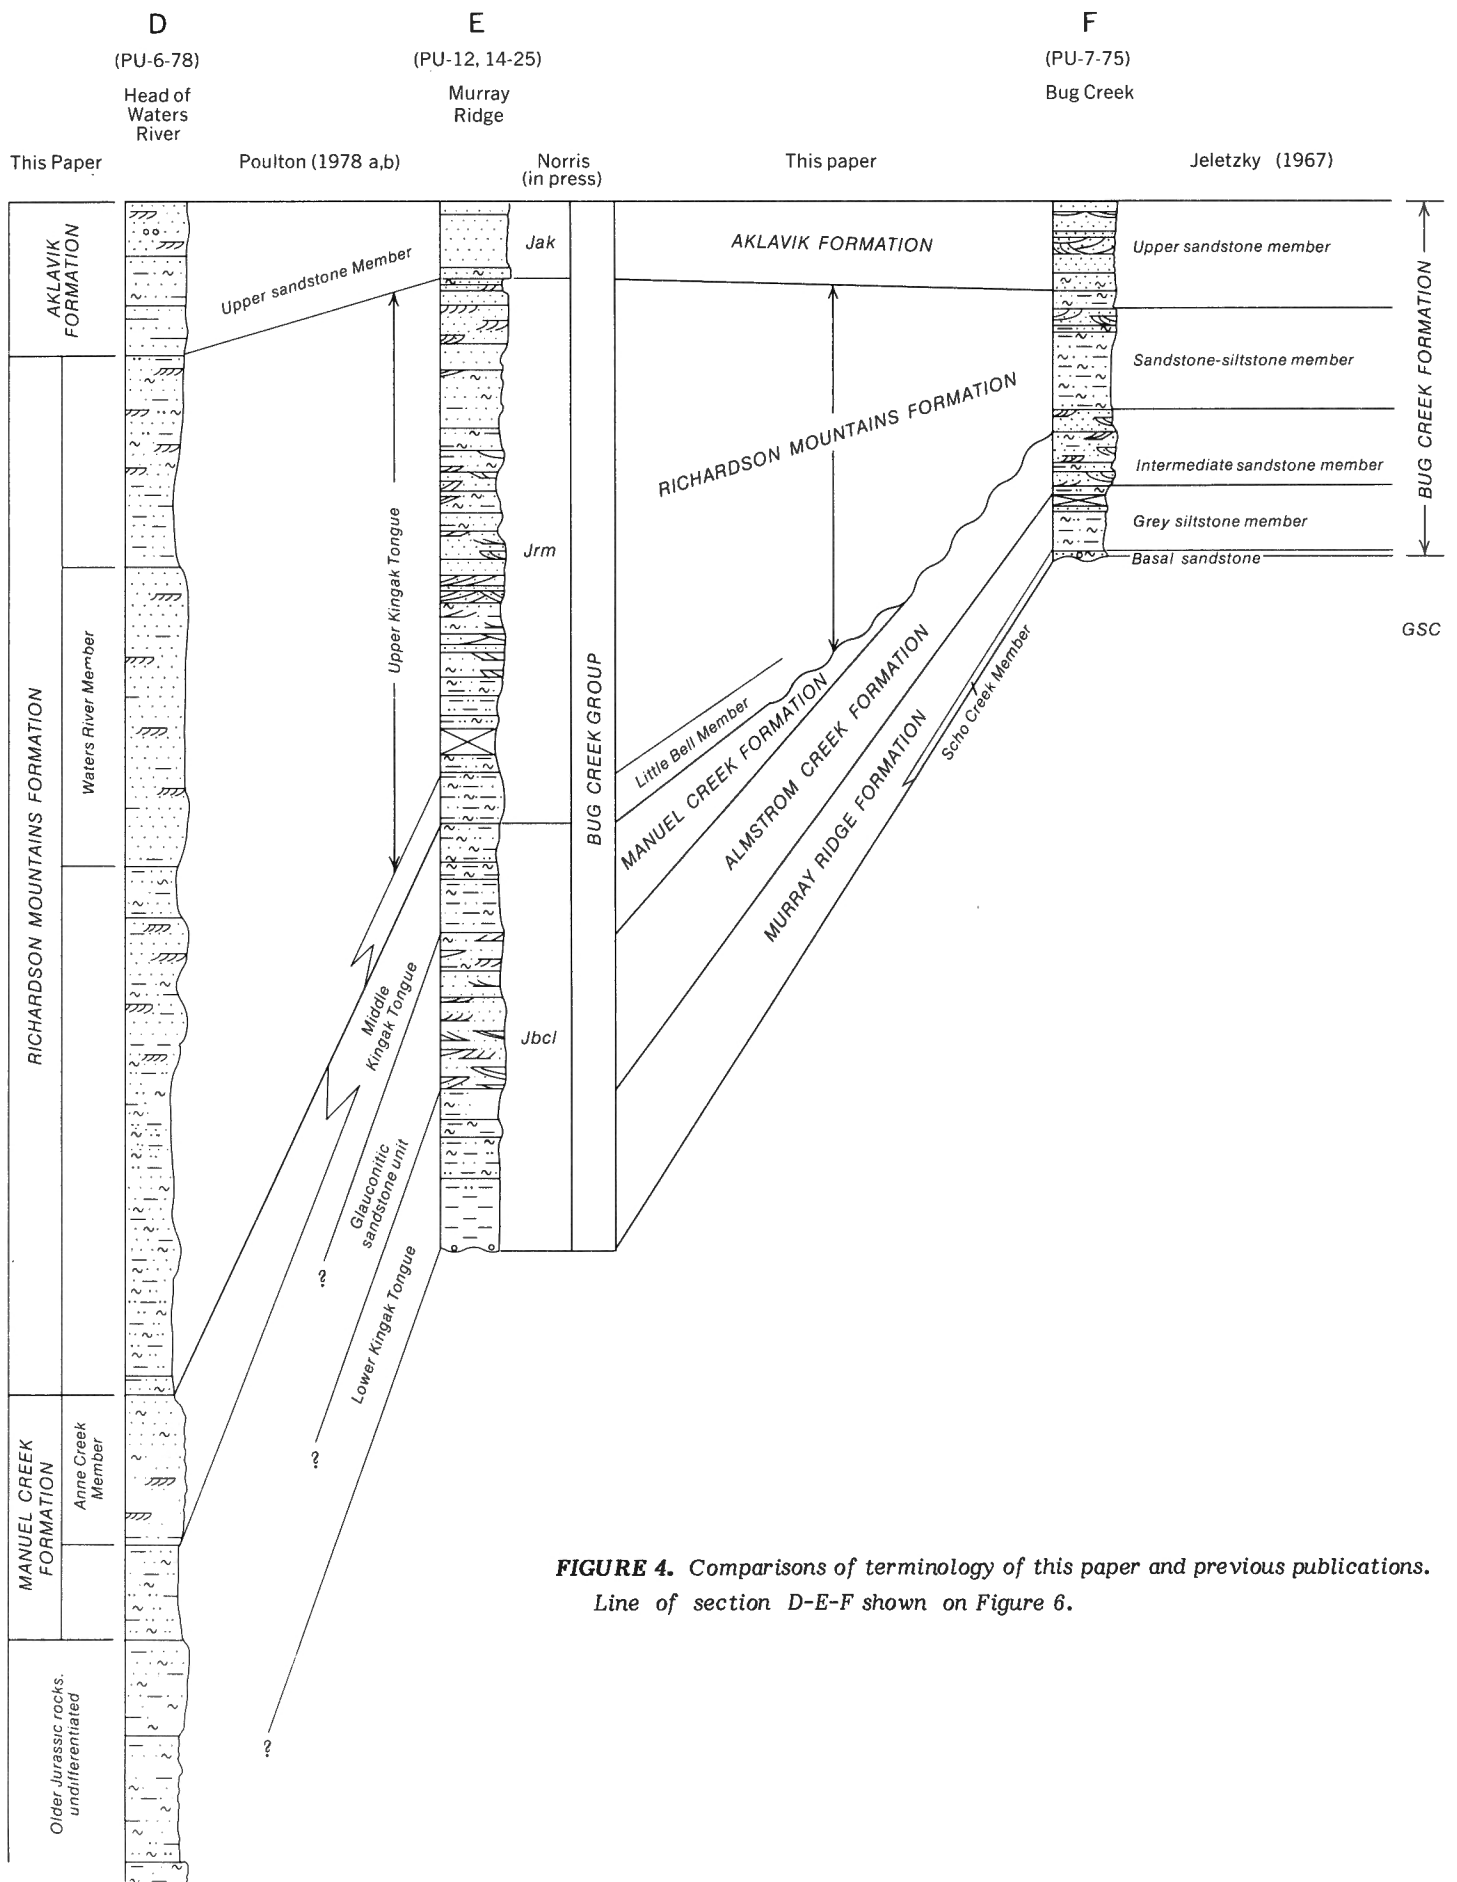 D
(PU-6-78)
Head of
Waters
River
E
(PU-12, 14-25)
Murray
Ridge
F
(PU-7-75)
Bug Creek
This Paper
Poulton (1978 a,b)
Norris
(in press)
This paper
Jeletzky (1967)
AKLAVIK
FORMATION
RICHARDSON MOUNTAINS FORMATION
Waters River Member
MANUEL CREEK
FORMATION
Anne Creek
Member
Older Jurassic rocks.
undifferentiated
Upper sandstone Member
Upper Kingak Tongue
Middle
Kingak Tongue
Glauconitic
sandstone unit
Lower Kingak Tongue
?
?
?
Jak
Jrm
Jbcl
BUG CREEK GROUP
AKLAVIK FORMATION
RICHARDSON MOUNTAINS FORMATION
Little Bell Member
MANUEL CREEK FORMATION
ALMSTROM CREEK FORMATION
MURRAY RIDGE FORMATION
Scho Creek Member
Upper sandstone member
Sandstone-siltstone member
Intermediate sandstone member
Grey siltstone member
Basal sandstone
BUG CREEK FORMATION
GSC
FIGURE 4. Comparisons of terminology of this paper and previous publications.
Line of section D-E-F shown on Figure 6.